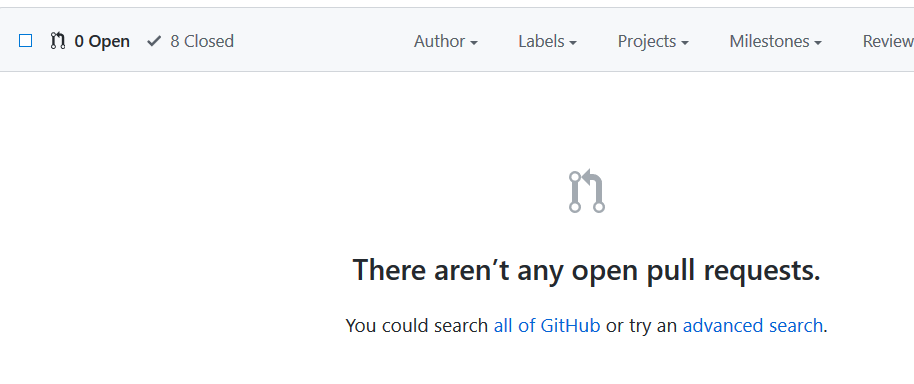 0 Open 8 Closed Author Labels Projects Milestones Review
There aren’t any open pull requests.
You could search all of GitHub or try an advanced search.